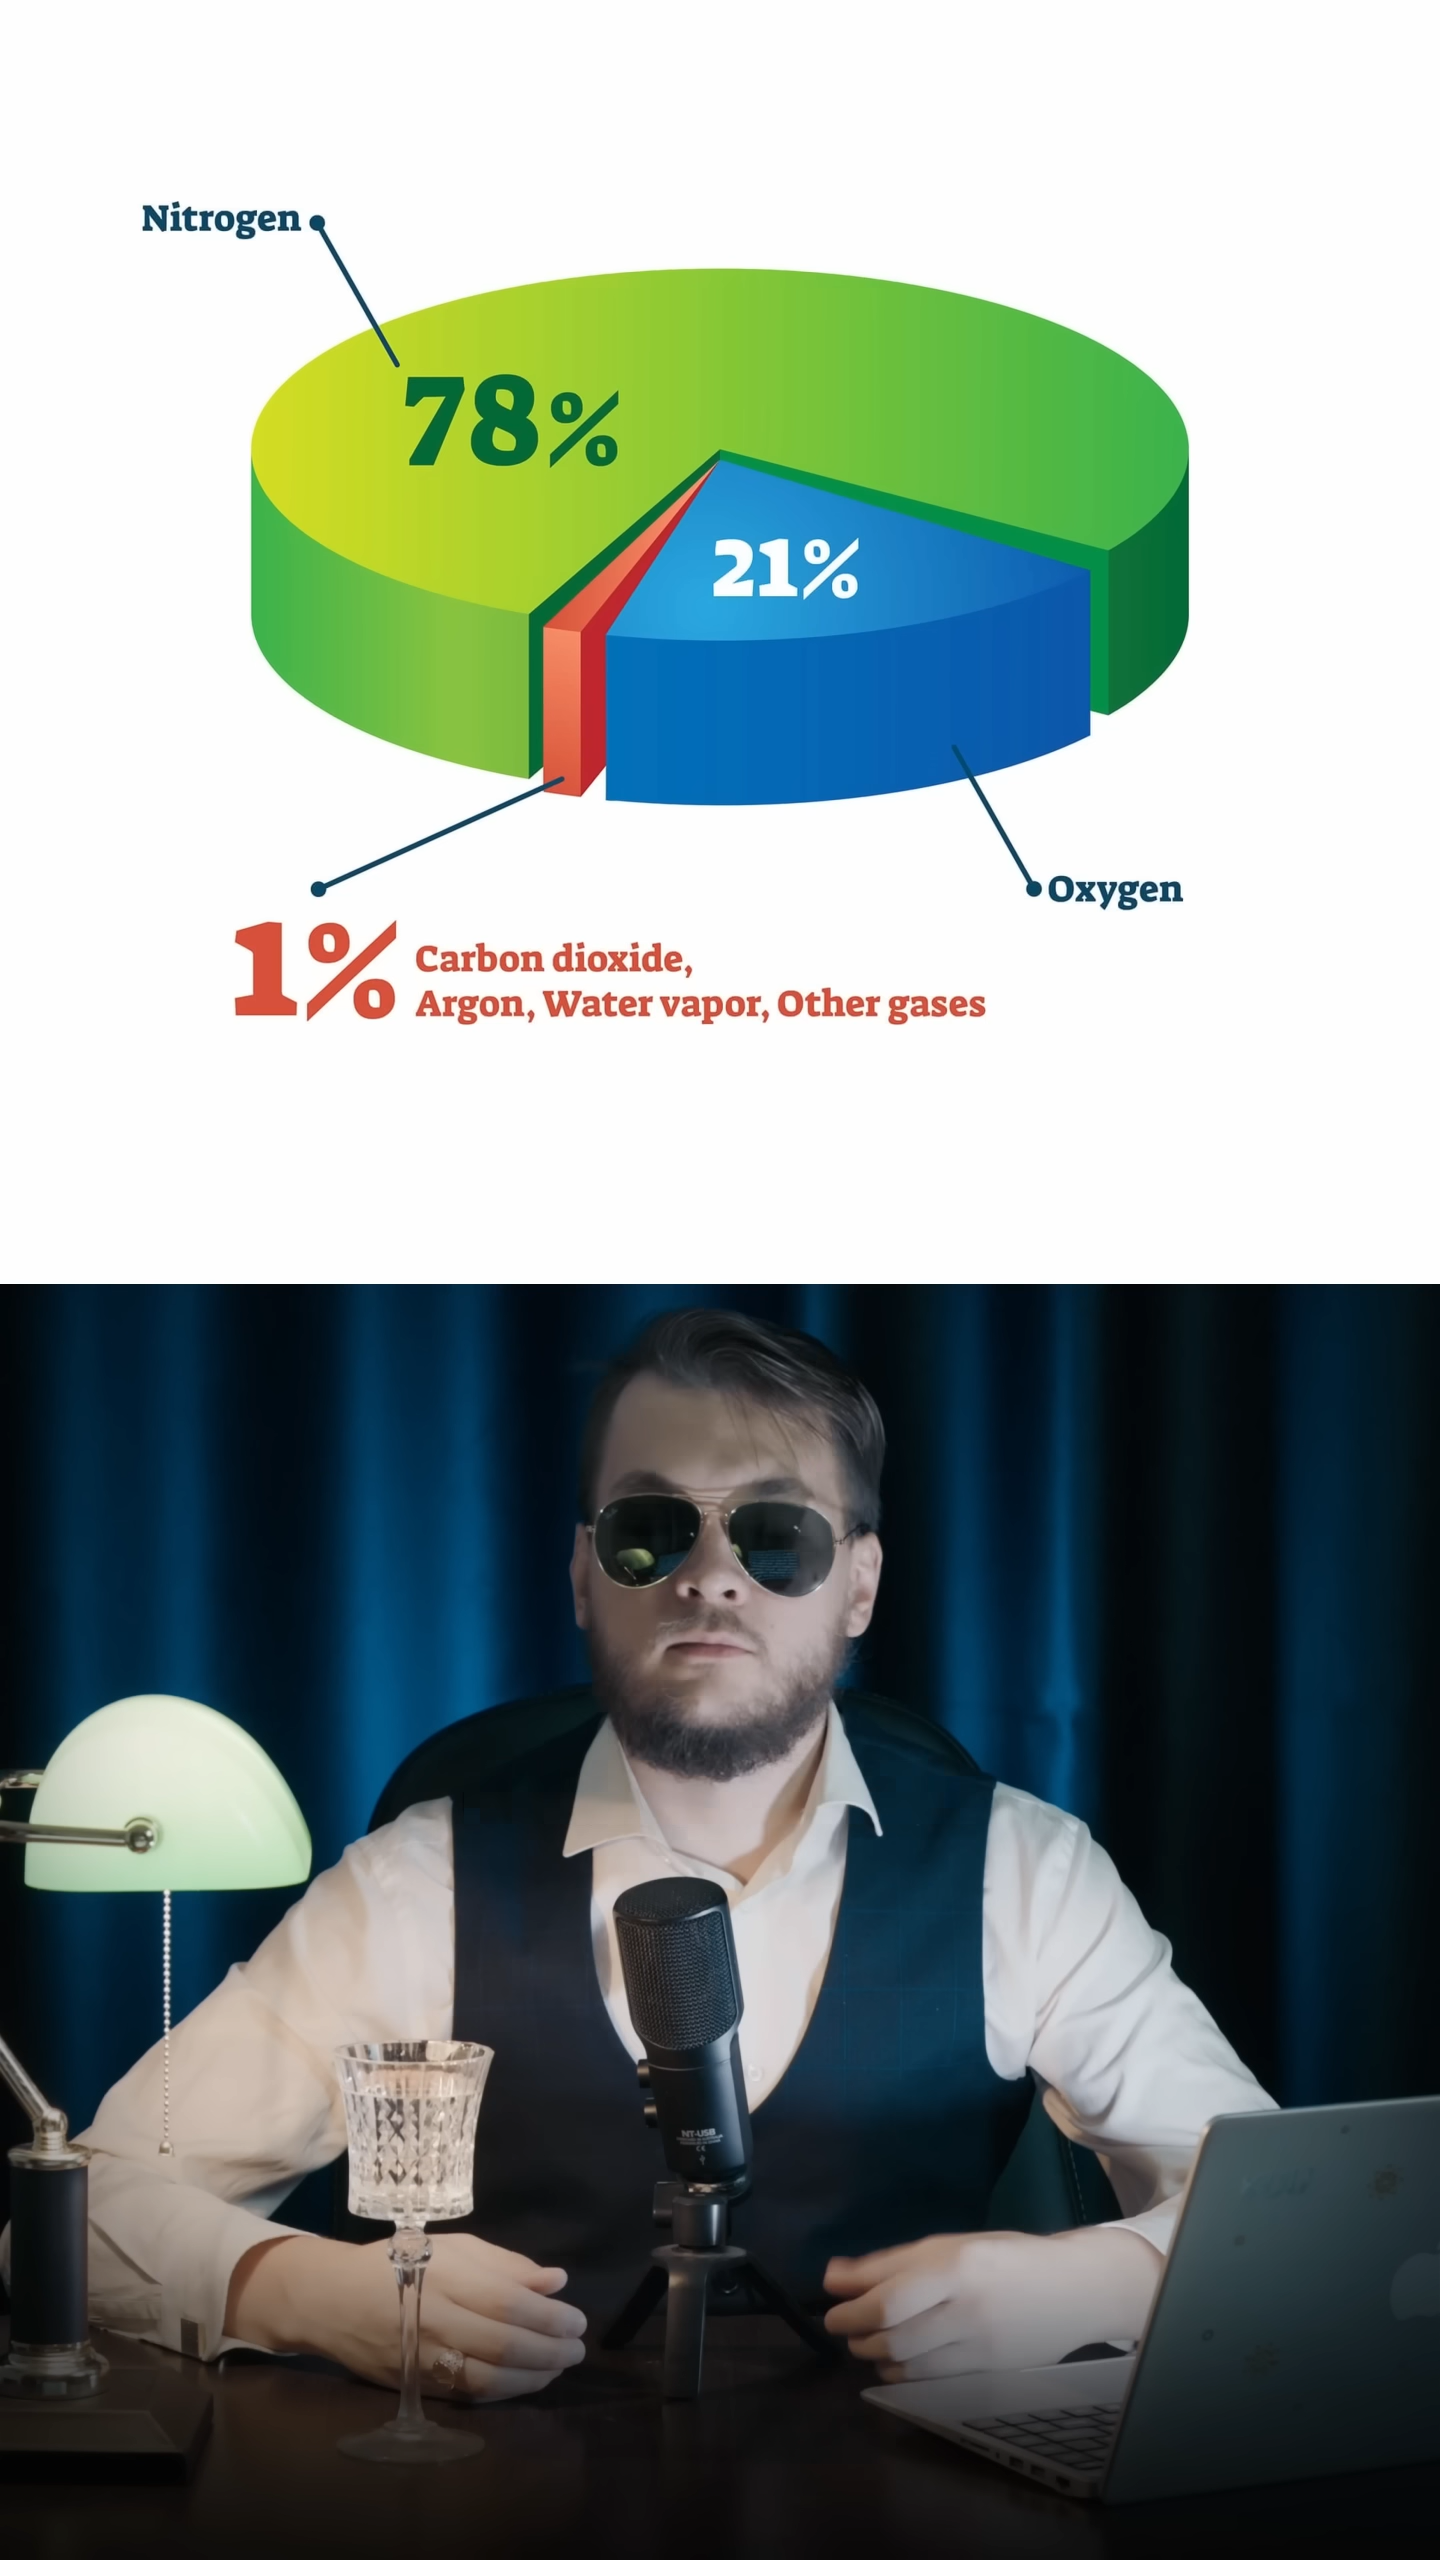 Nitrogen
78%
21%
Oxygen
1% Carbon dioxide,
Argon, Water vapor, Other gases
NT-USB